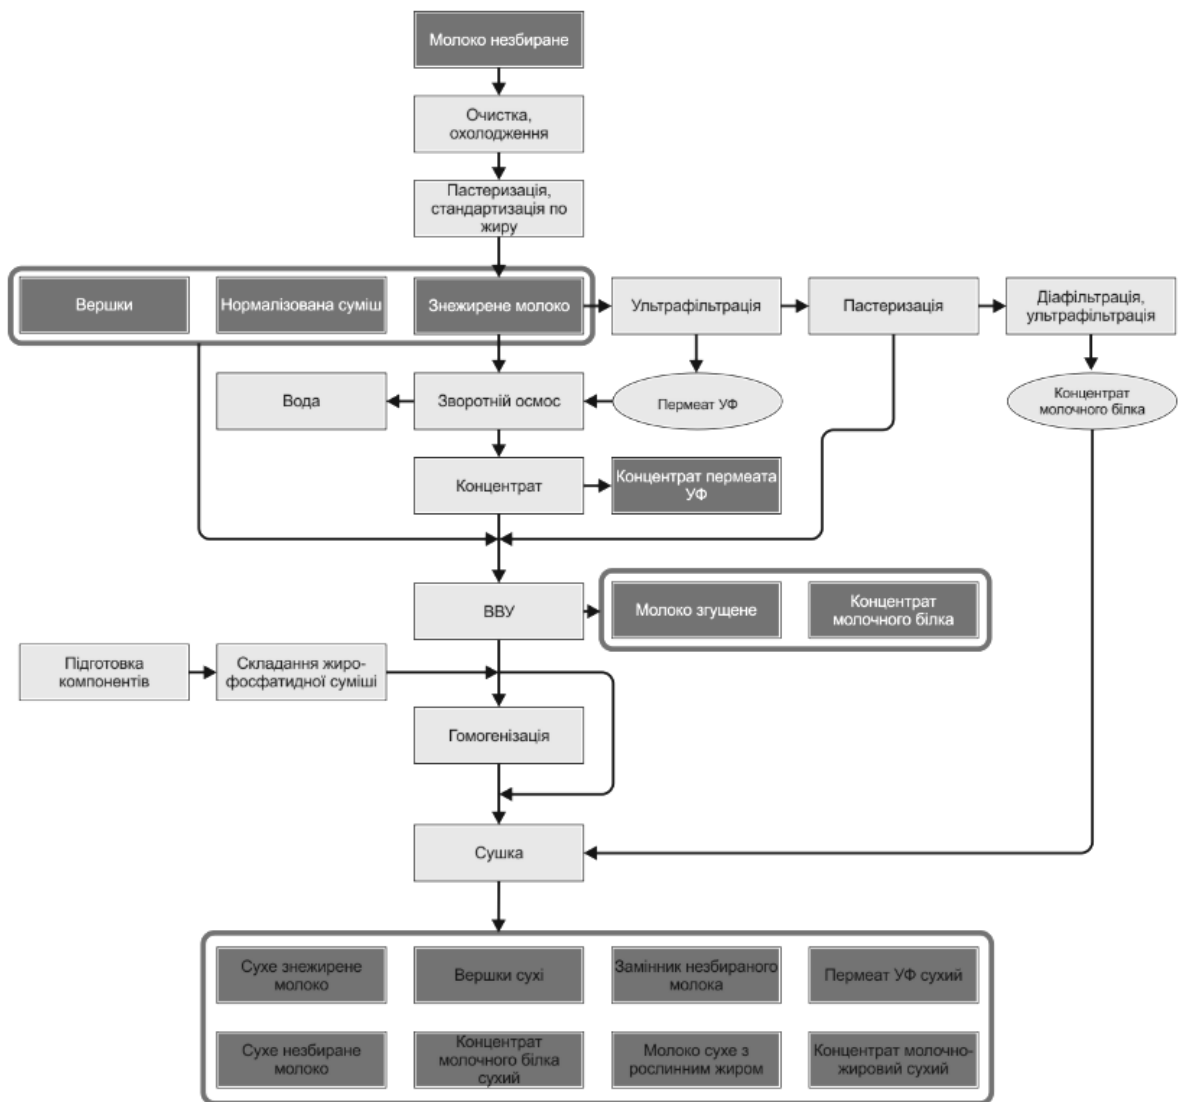 Молоко незбиране
Очистка,
охолодження
Пастеризація,
стандартизація по
жиру
Вершки
Нормалізована суміш
Знежирене молоко
Ультрафільтрація
Пастеризація
Діафільтрація,
ультрафільтрація
Вода
Зворотній осмос
Пермеат УФ
Концентрат
молочного білка
Концентрат
Концентрат пермеата
УФ
ВВУ
Молоко згущене
Концентрат
молочного білка
Підготовка
компонентів
Складання жиро-
фосфатидної суміші
Гомогенізація
Сушка
Сухе знежирене
молоко
Вершки сухі
Замінник незбираного
молока
Пермеат УФ сухий
Сухе незбиране
молоко
Концентрат
молочного білка
сухий
Молоко сухе з
рослинним жиром
Концентрат молочно-
жировий сухий